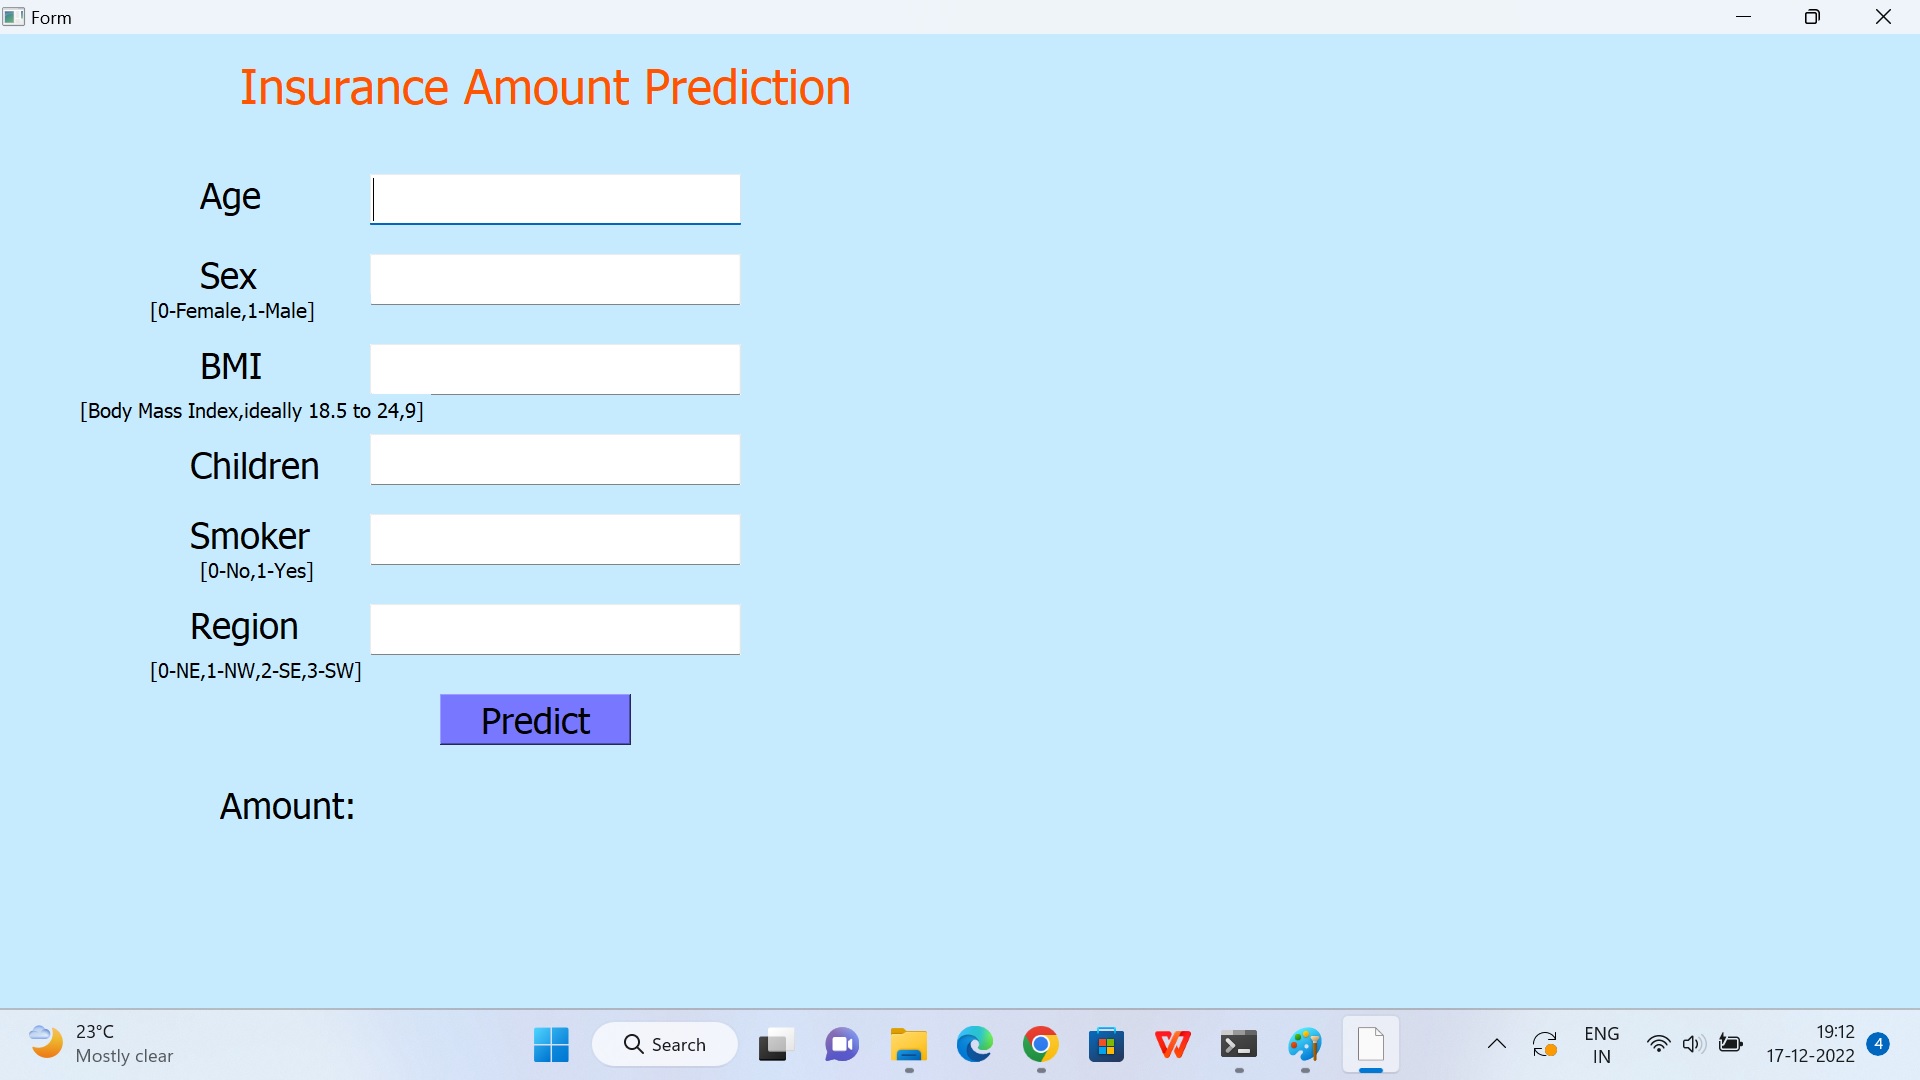 Form
Insurance Amount Prediction
Age
Sex
[0-Female,1-Male]
BMI
[Body Mass Index,ideally 18.5 to 24,9]
Children
Smoker
[0-No,1-Yes]
Region
[0-NE,1-NW,2-SE,3-SW]
Predict
Amount:
23°C
Mostly clear
Search
ENG
IN
19:12
17-12-2022
4